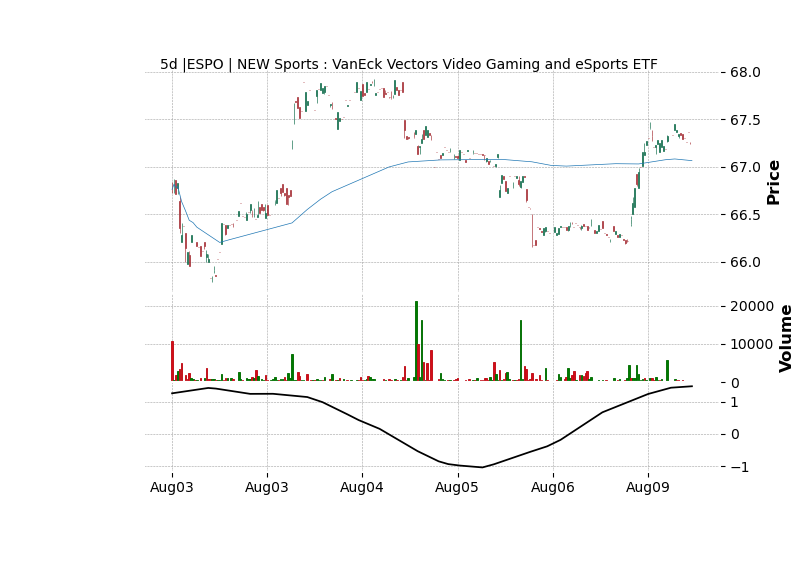 5d |ESPO | NEW Sports : VanEck Vectors Video Gaming and eSports ETF
68.0
67.5
67.0
66.5
66.0
Price
20000
10000
0
Volume
1
0
−1
Aug03 Aug03 Aug04 Aug05 Aug06 Aug09